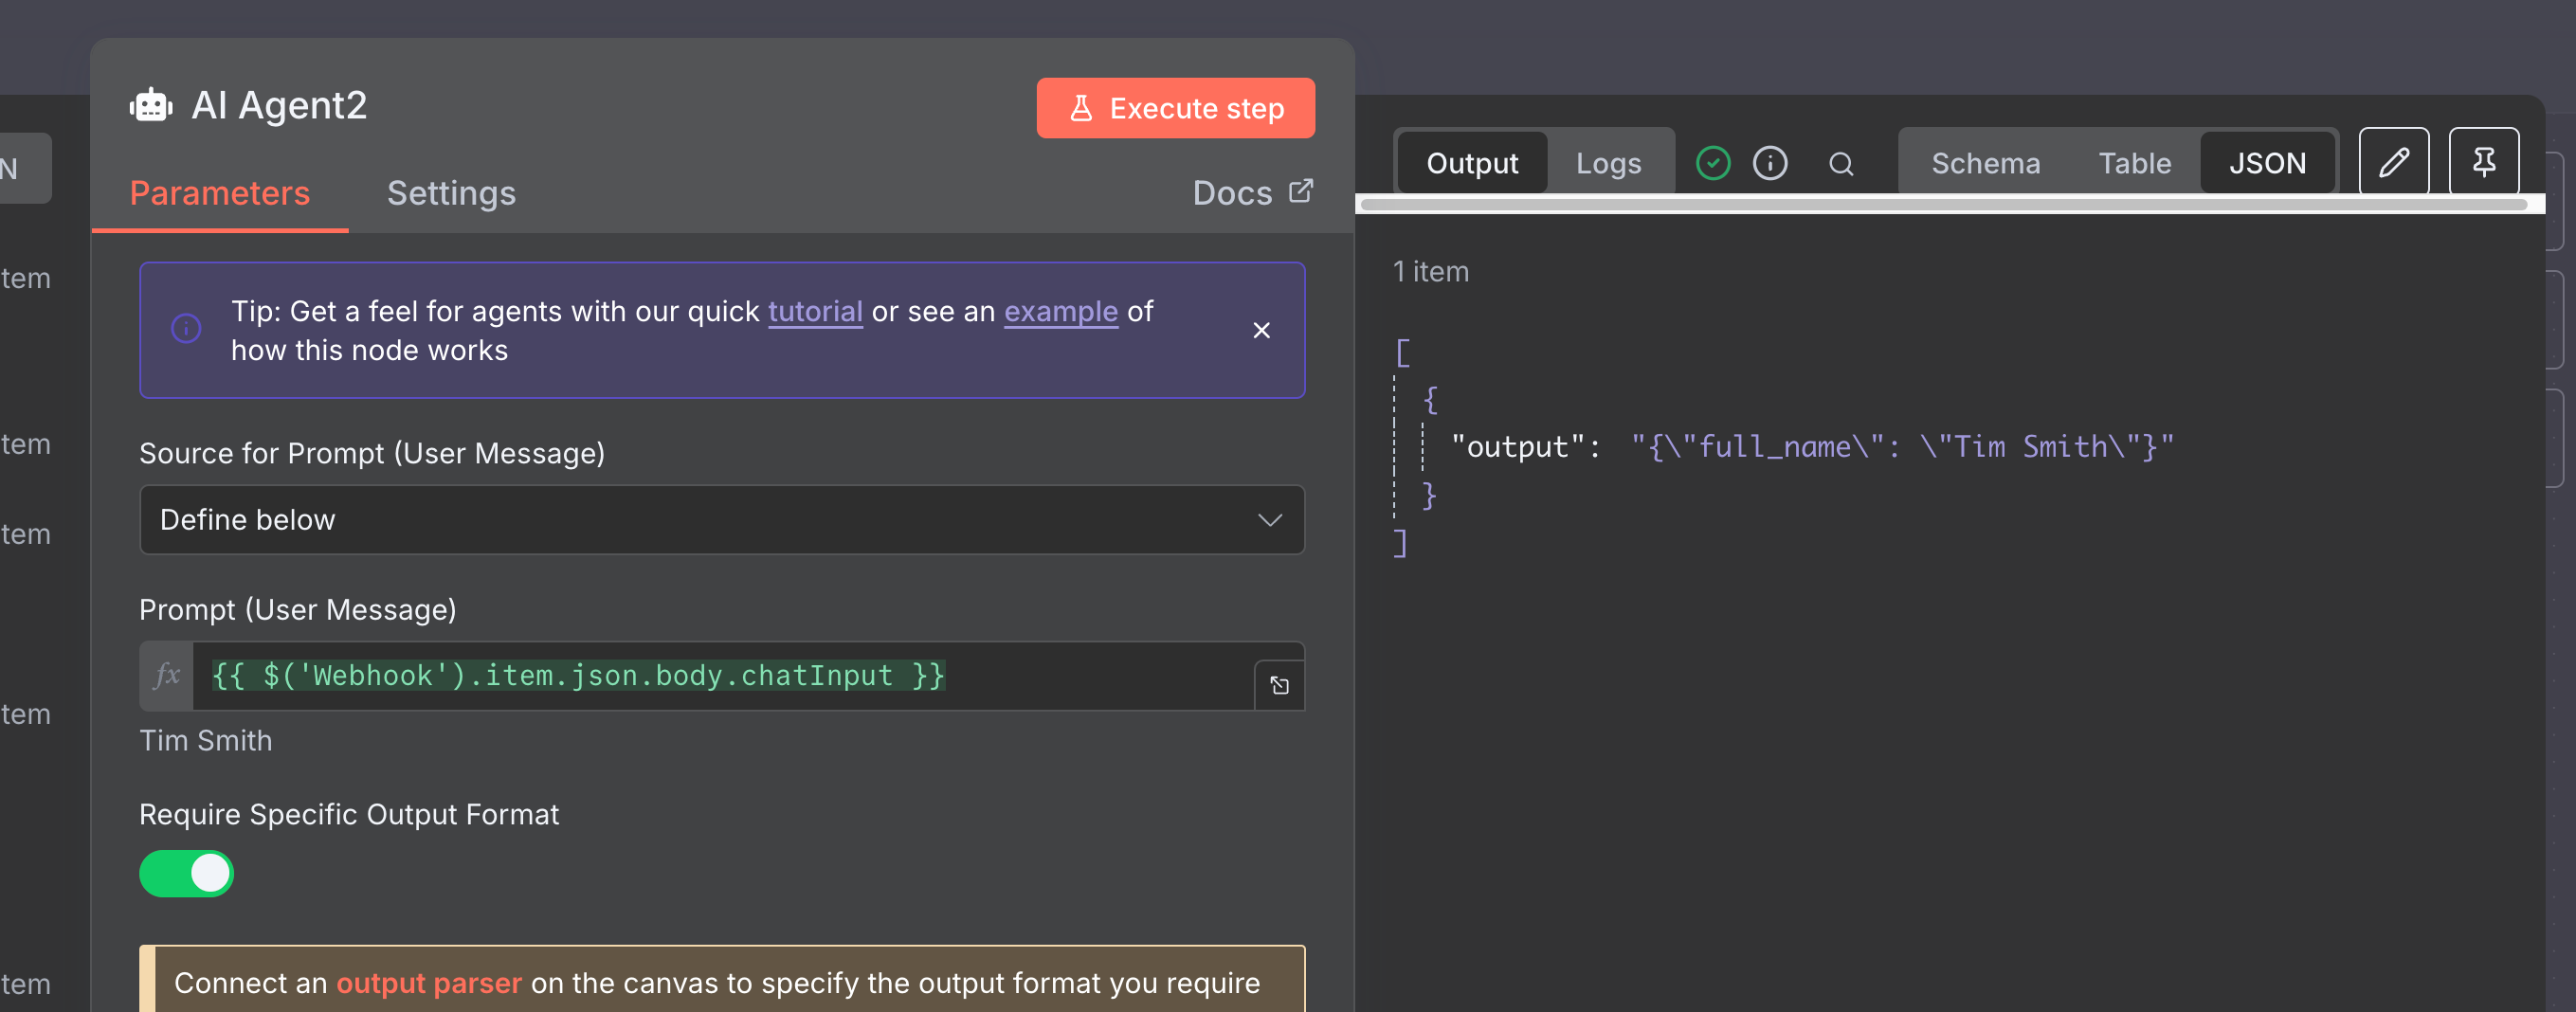 AI Agent2
Execute step
Parameters
Settings
Docs
Tip: Get a feel for agents with our quick tutorial or see an example of
how this node works
Source for Prompt (User Message)
Define below
Prompt (User Message)
fx
{{ $('Webhook').item.json.body.chatInput }}
Tim Smith
Require Specific Output Format
Connect an output parser on the canvas to specify the output format you require
N
tem
tem
tem
tem
tem
Output
Logs
Schema
Table
JSON
1 item
[
{
"output": "{\"full_name\": \"Tim Smith\"}"
}
]